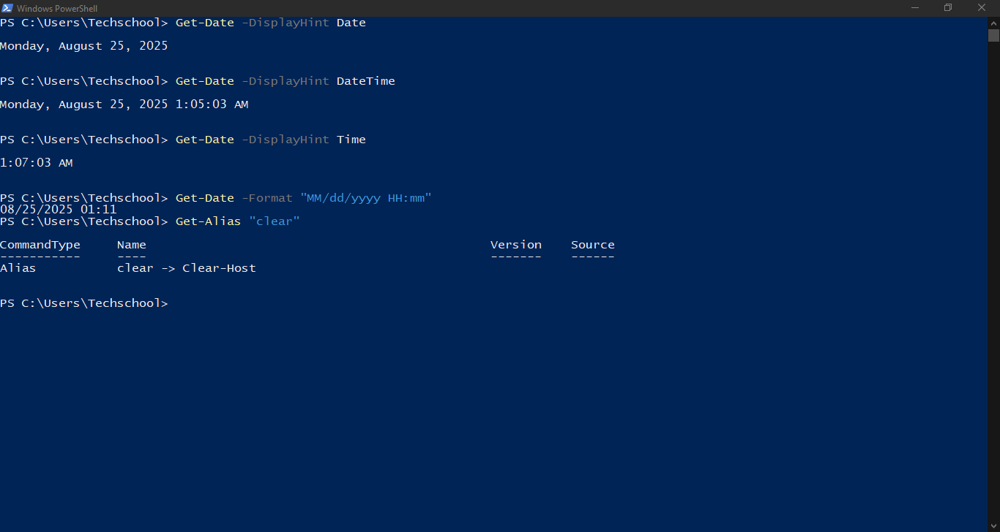 Windows PowerShell
PS C:\Users\Techschool> Get-Date -DisplayHint Date
Monday, August 25, 2025
PS C:\Users\Techschool> Get-Date -DisplayHint DateTime
Monday, August 25, 2025 1:05:03 AM
PS C:\Users\Techschool> Get-Date -DisplayHint Time
1:07:03 AM
PS C:\Users\Techschool> Get-Date -Format "MM/dd/yyyy HH:mm"
08/25/2025 01:11
PS C:\Users\Techschool> Get-Alias "clear"
CommandType     Name                                               Version    Source
-----------     ----                                               -------    ------
Alias           clear -> Clear-Host
PS C:\Users\Techschool>